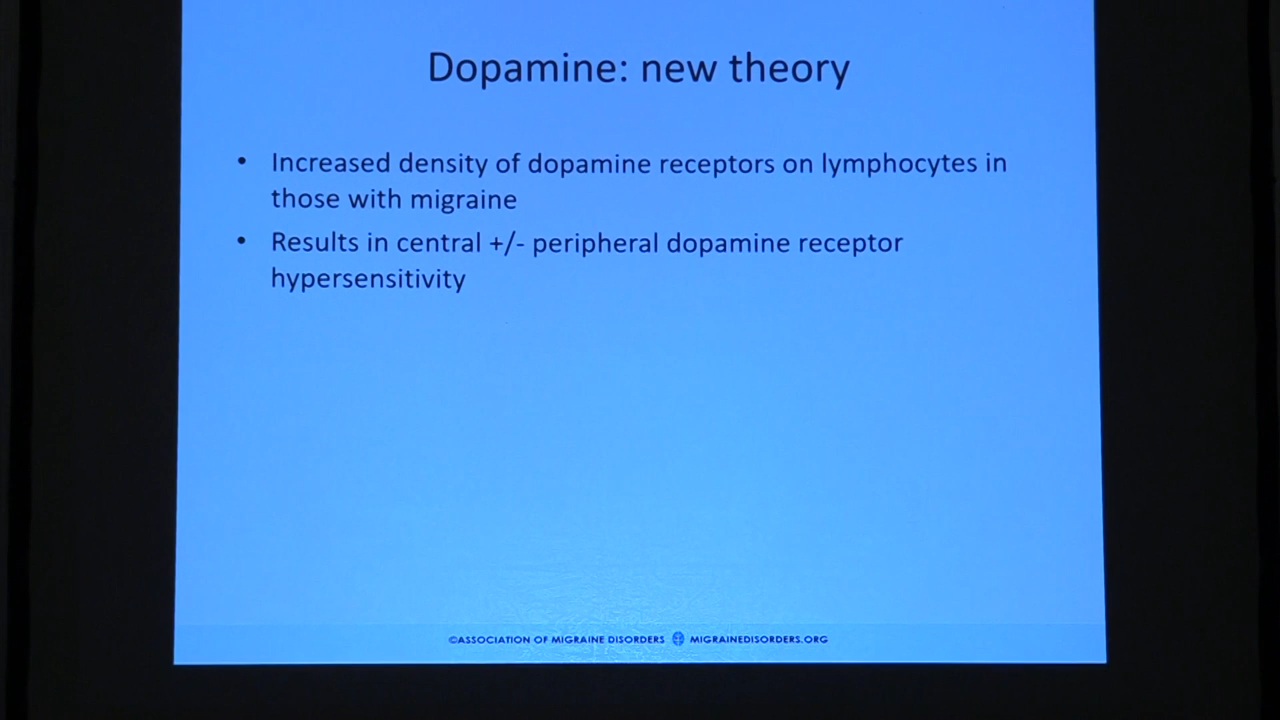 Dopamine: new theory
• Increased density of dopamine receptors on lymphocytes in
those with migraine
• Results in central +/- peripheral dopamine receptor
hypersensitivity
©ASSOCIATION OF MIGRAINE DISORDERS MIGRAINEDISORDERS.ORG